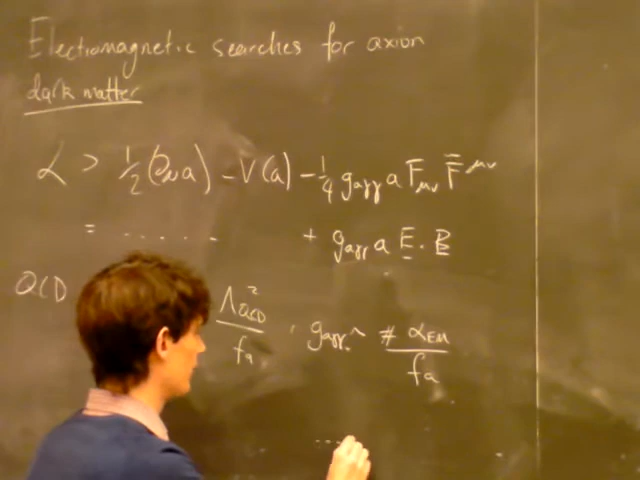 Electromagnetic searches for axion
dark matter
ℒ > 1/2 (∂μ a) - V(a) - 1/4 gaγγ a Fμν F̃^μν
= ........ + gaγγ a E · B
QCD Λ²QCD / fa , gaγγ ~ # αEM / fa